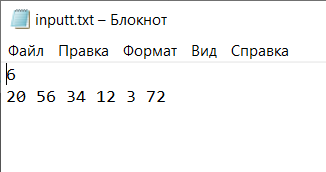 inputt.txt – Блокнот
Файл Правка Формат Вид Справка
6
20 56 34 12 3 72